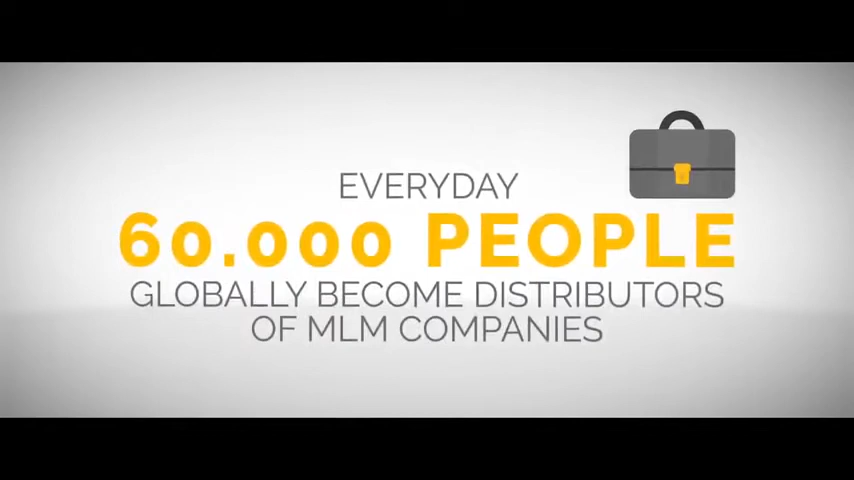 EVERYDAY
60.000 PEOPLE
GLOBALLY BECOME DISTRIBUTORS
OF MLM COMPANIES